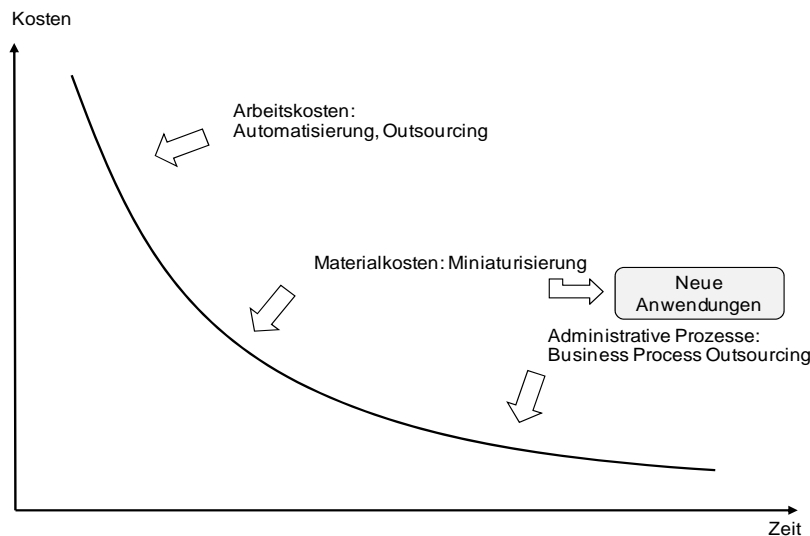 Kosten
Arbeitskosten:
Automatisierung, Outsourcing
Materialkosten: Miniaturisierung
Neue
Anwendungen
Administrative Prozesse:
Business Process Outsourcing
Zeit